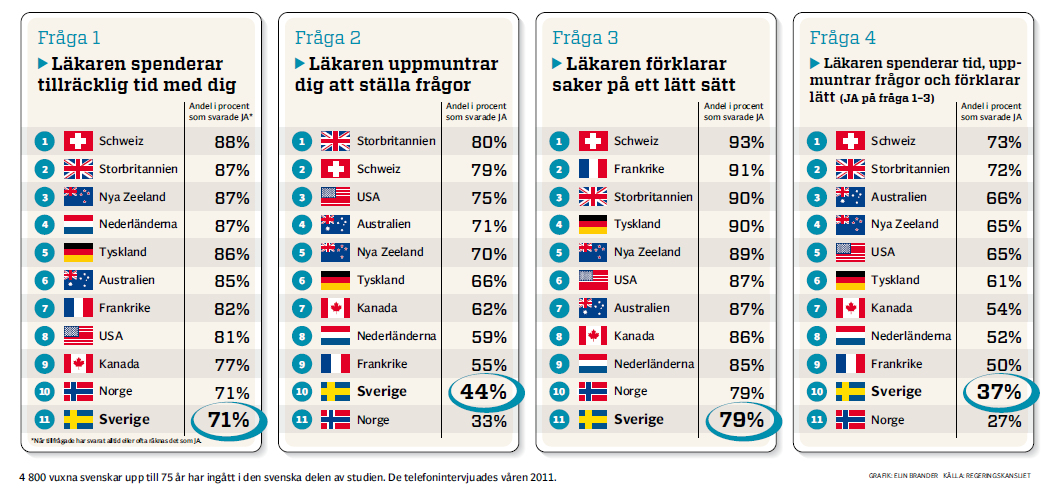 Fråga 1
Läkaren spenderar
tillräcklig tid med dig
Andel i procent
som svarade JA*
1 Schweiz 88%
2 Storbritannien 87%
3 Nya Zeeland 87%
4 Nederländerna 87%
5 Tyskland 86%
6 Australien 85%
7 Frankrike 82%
8 USA 81%
9 Kanada 77%
10 Norge 71%
11 Sverige 71%
*När tillfrågade har svarat alltid eller ofta räknas det som JA.
Fråga 2
Läkaren uppmuntrar
dig att ställa frågor
Andel i procent
som svarade JA
1 Storbritannien 80%
2 Schweiz 79%
3 USA 75%
4 Australien 71%
5 Nya Zeeland 70%
6 Tyskland 66%
7 Kanada 62%
8 Nederländerna 59%
9 Frankrike 55%
10 Sverige 44%
11 Norge 33%
Fråga 3
Läkaren förklarar
saker på ett lätt sätt
Andel i procent
som svarade JA
1 Schweiz 93%
2 Frankrike 91%
3 Storbritannien 90%
4 Tyskland 90%
5 Nya Zeeland 89%
6 USA 87%
7 Australien 87%
8 Kanada 86%
9 Nederländerna 85%
10 Norge 79%
11 Sverige 79%
Fråga 4
Läkaren spenderar tid, upp-
muntrar frågor och förklarar
lätt (JA på fråga 1–3)
Andel i procent
som svarade JA
1 Schweiz 73%
2 Storbritannien 72%
3 Australien 66%
4 Nya Zeeland 65%
5 USA 65%
6 Tyskland 61%
7 Kanada 54%
8 Nederländerna 52%
9 Frankrike 50%
10 Sverige 37%
11 Norge 27%
4 800 vuxna svenskar upp till 75 år har ingått i den svenska delen av studien. De telefonintervjuades våren 2011.
GRAFIK: ELIN BRANDER KÄLLA: REGERINGSKANSLIET